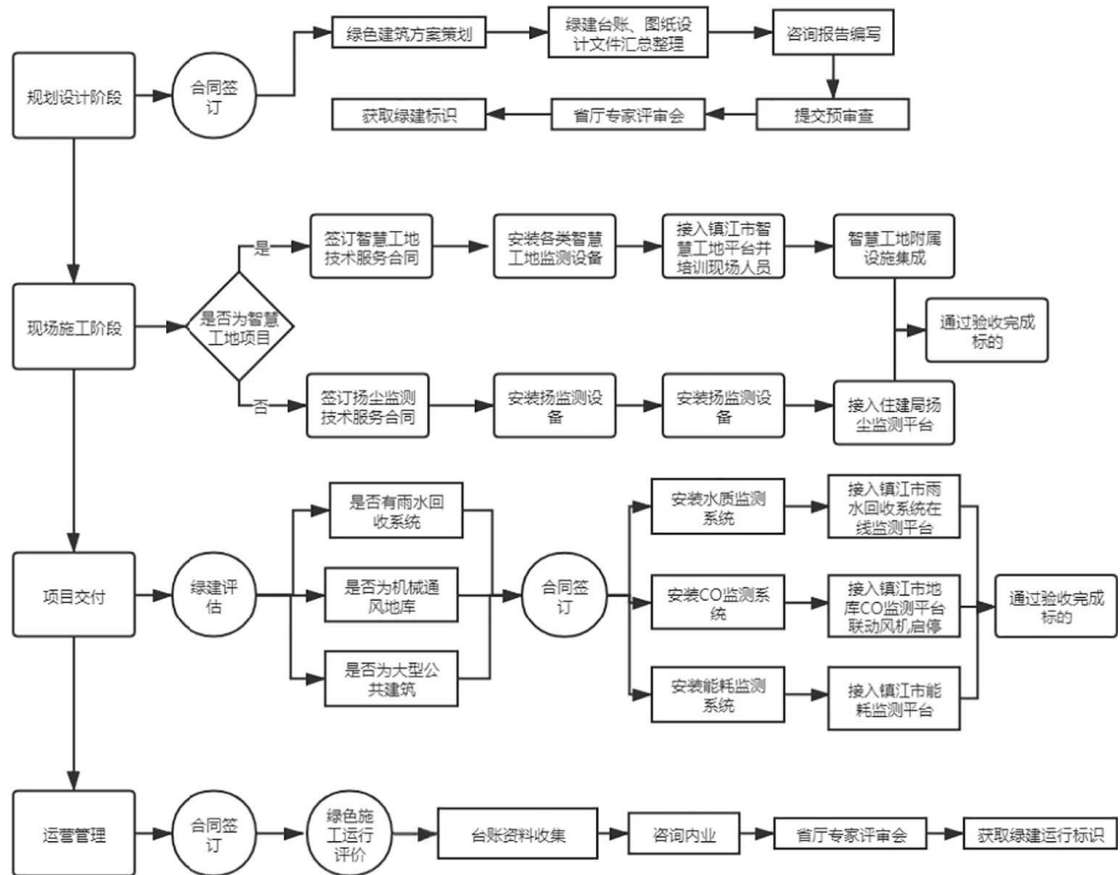 规划设计阶段
合同签
订
绿色建筑方案策划
绿建台账、图纸设
计文件汇总整理
咨询报告编写
获取绿建标识
省厅专家评审会
提交预审查
现场施工阶段
是否为智慧
工地项目
是
签订智慧工地
技术服务合同
安装各类智慧
工地监测设备
接入镇江市智
慧工地平台并
培训现场人员
智慧工地附属
设施集成
否
签订扬尘监测
技术服务合同
安装扬监测设
备
安装扬监测设
备
接入住建局扬
尘监测平台
通过验收完成
标的
项目交付
绿建评
估
是否有雨水回
收系统
是否为机械通
风地库
是否为大型公
共建筑
合同签
订
安装水质监测
系统
接入镇江市雨
水回收系统在
线监测平台
安装CO监测系
统
接入镇江市地
库CO监测平台
联动风机启停
安装能耗监测
系统
接入镇江市能
耗监测平台
通过验收完成
标的
运营管理
合同签
订
绿色施
工运行
评价
台账资料收集
咨询内业
省厅专家评审会
获取绿建运行标识